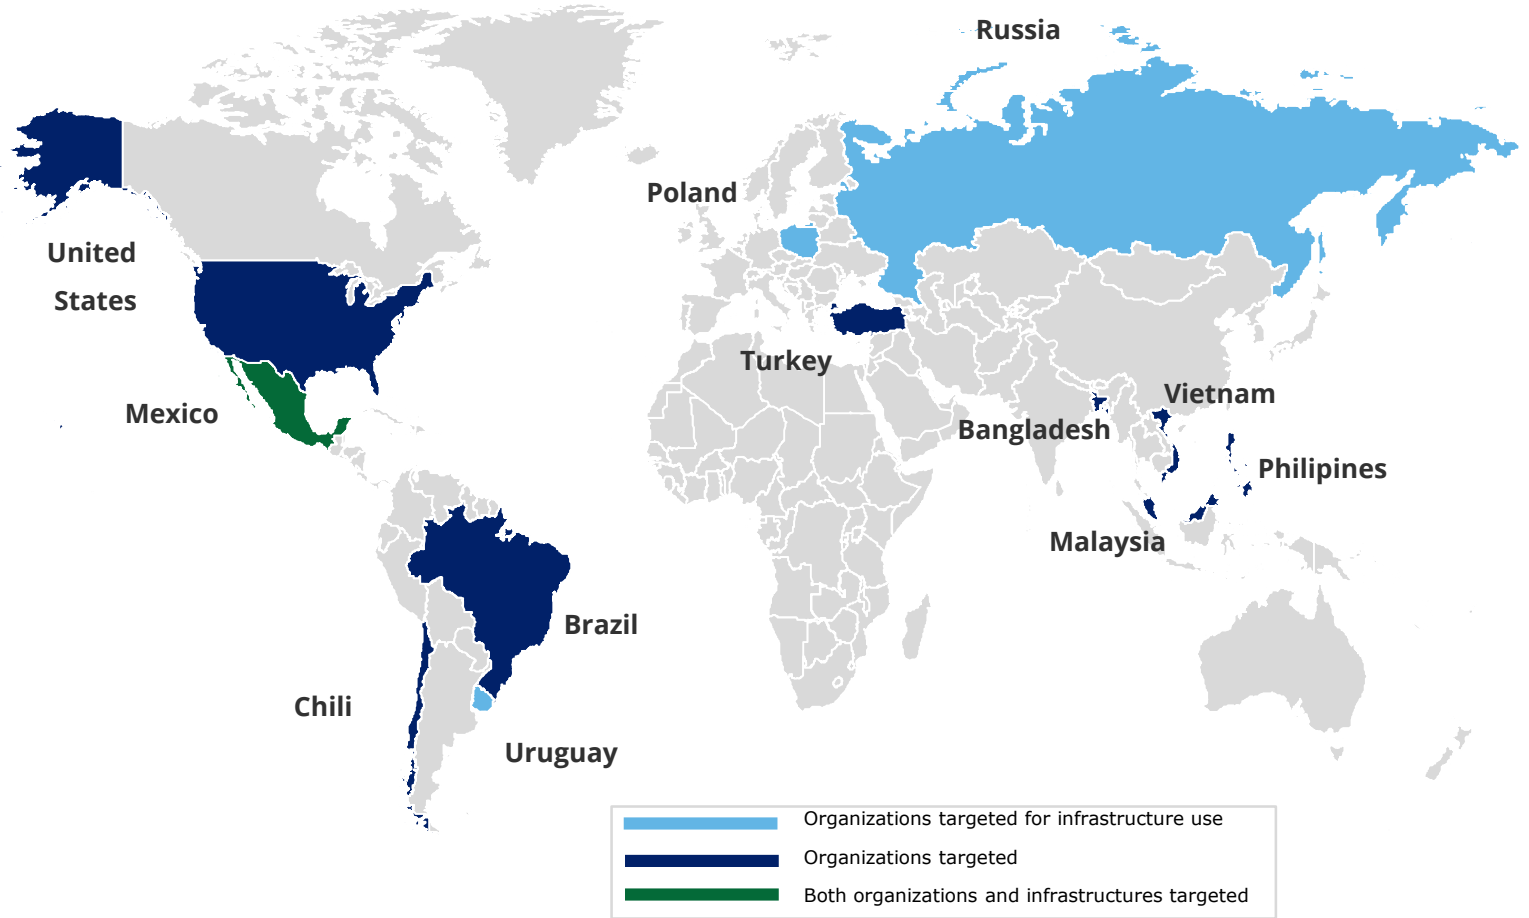 Russia
Poland
United
States
Turkey
Vietnam
Mexico
Bangladesh
Philipines
Malaysia
Brazil
Chili
Uruguay
Organizations targeted for infrastructure use
Organizations targeted
Both organizations and infrastructures targeted